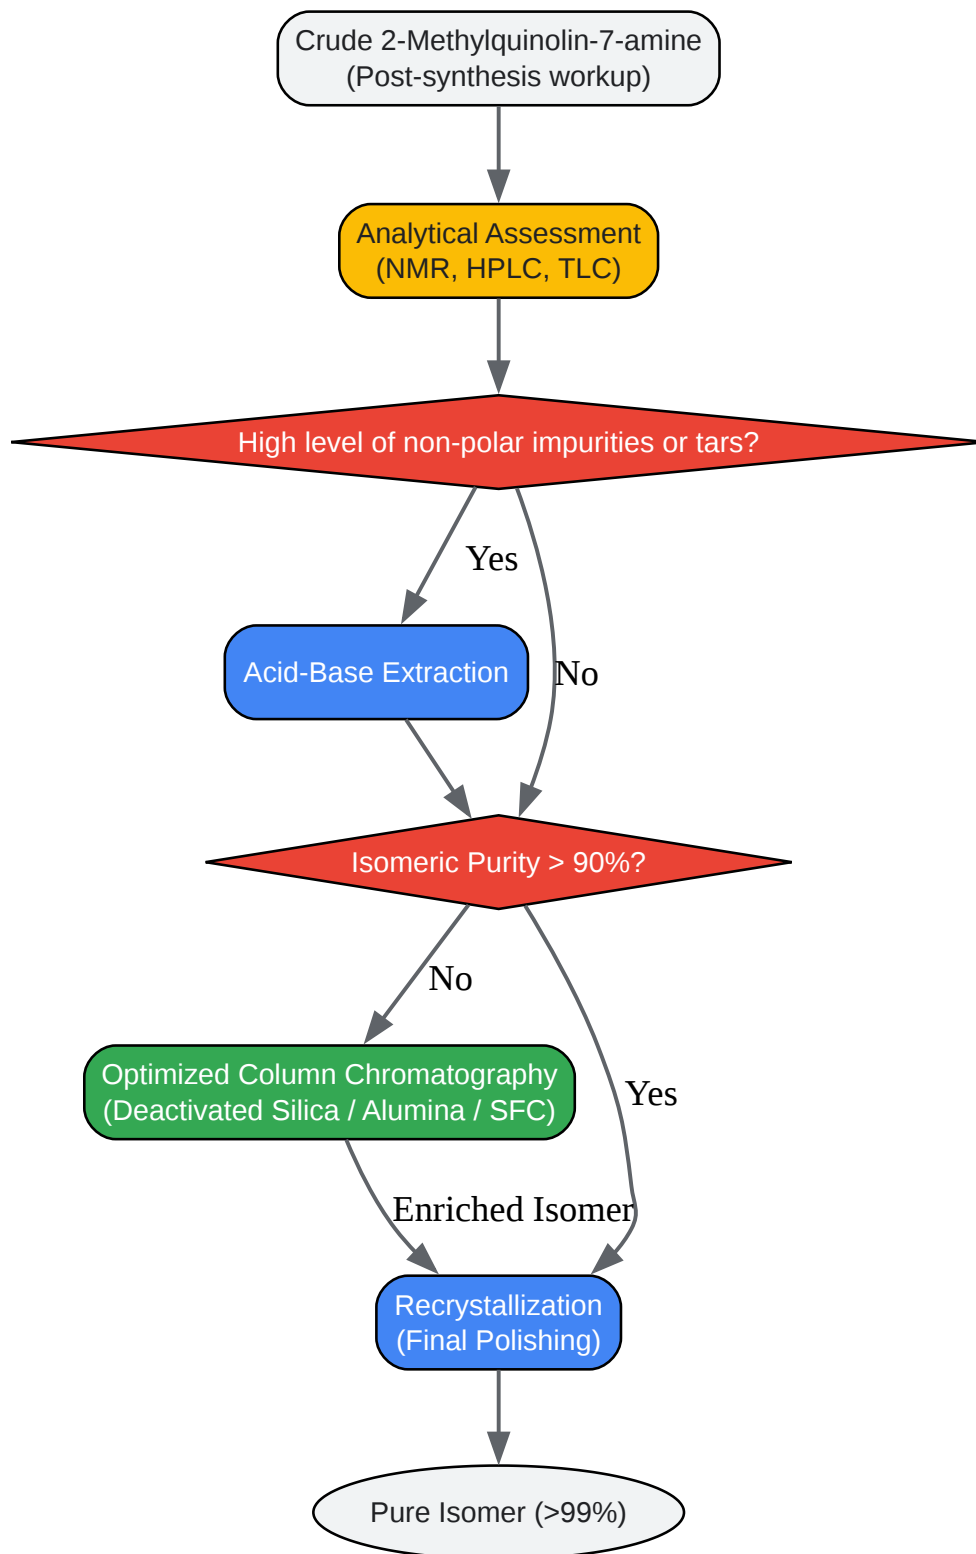 Crude 2-Methylquinolin-7-amine
(Post-synthesis workup)
Analytical Assessment
(NMR, HPLC, TLC)
High level of non-polar impurities or tars?
Yes
Acid-Base Extraction
No
Isomeric Purity > 90%?
No
Optimized Column Chromatography
(Deactivated Silica / Alumina / SFC)
Yes
Enriched Isomer
Recrystallization
(Final Polishing)
Pure Isomer (>99%)